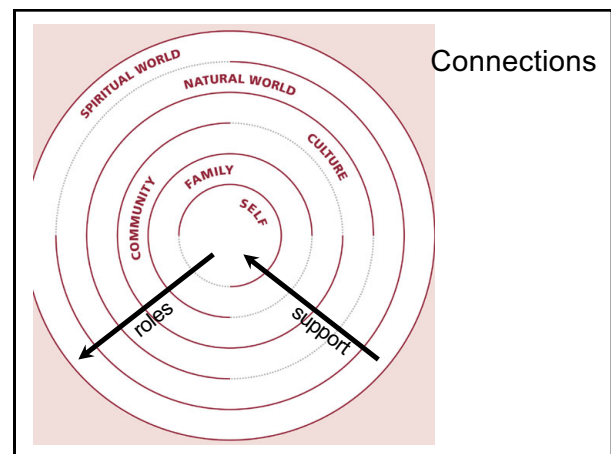 Connections
SPIRITUAL WORLD
NATURAL WORLD
CULTURE
COMMUNITY
FAMILY
SELF
roles
support